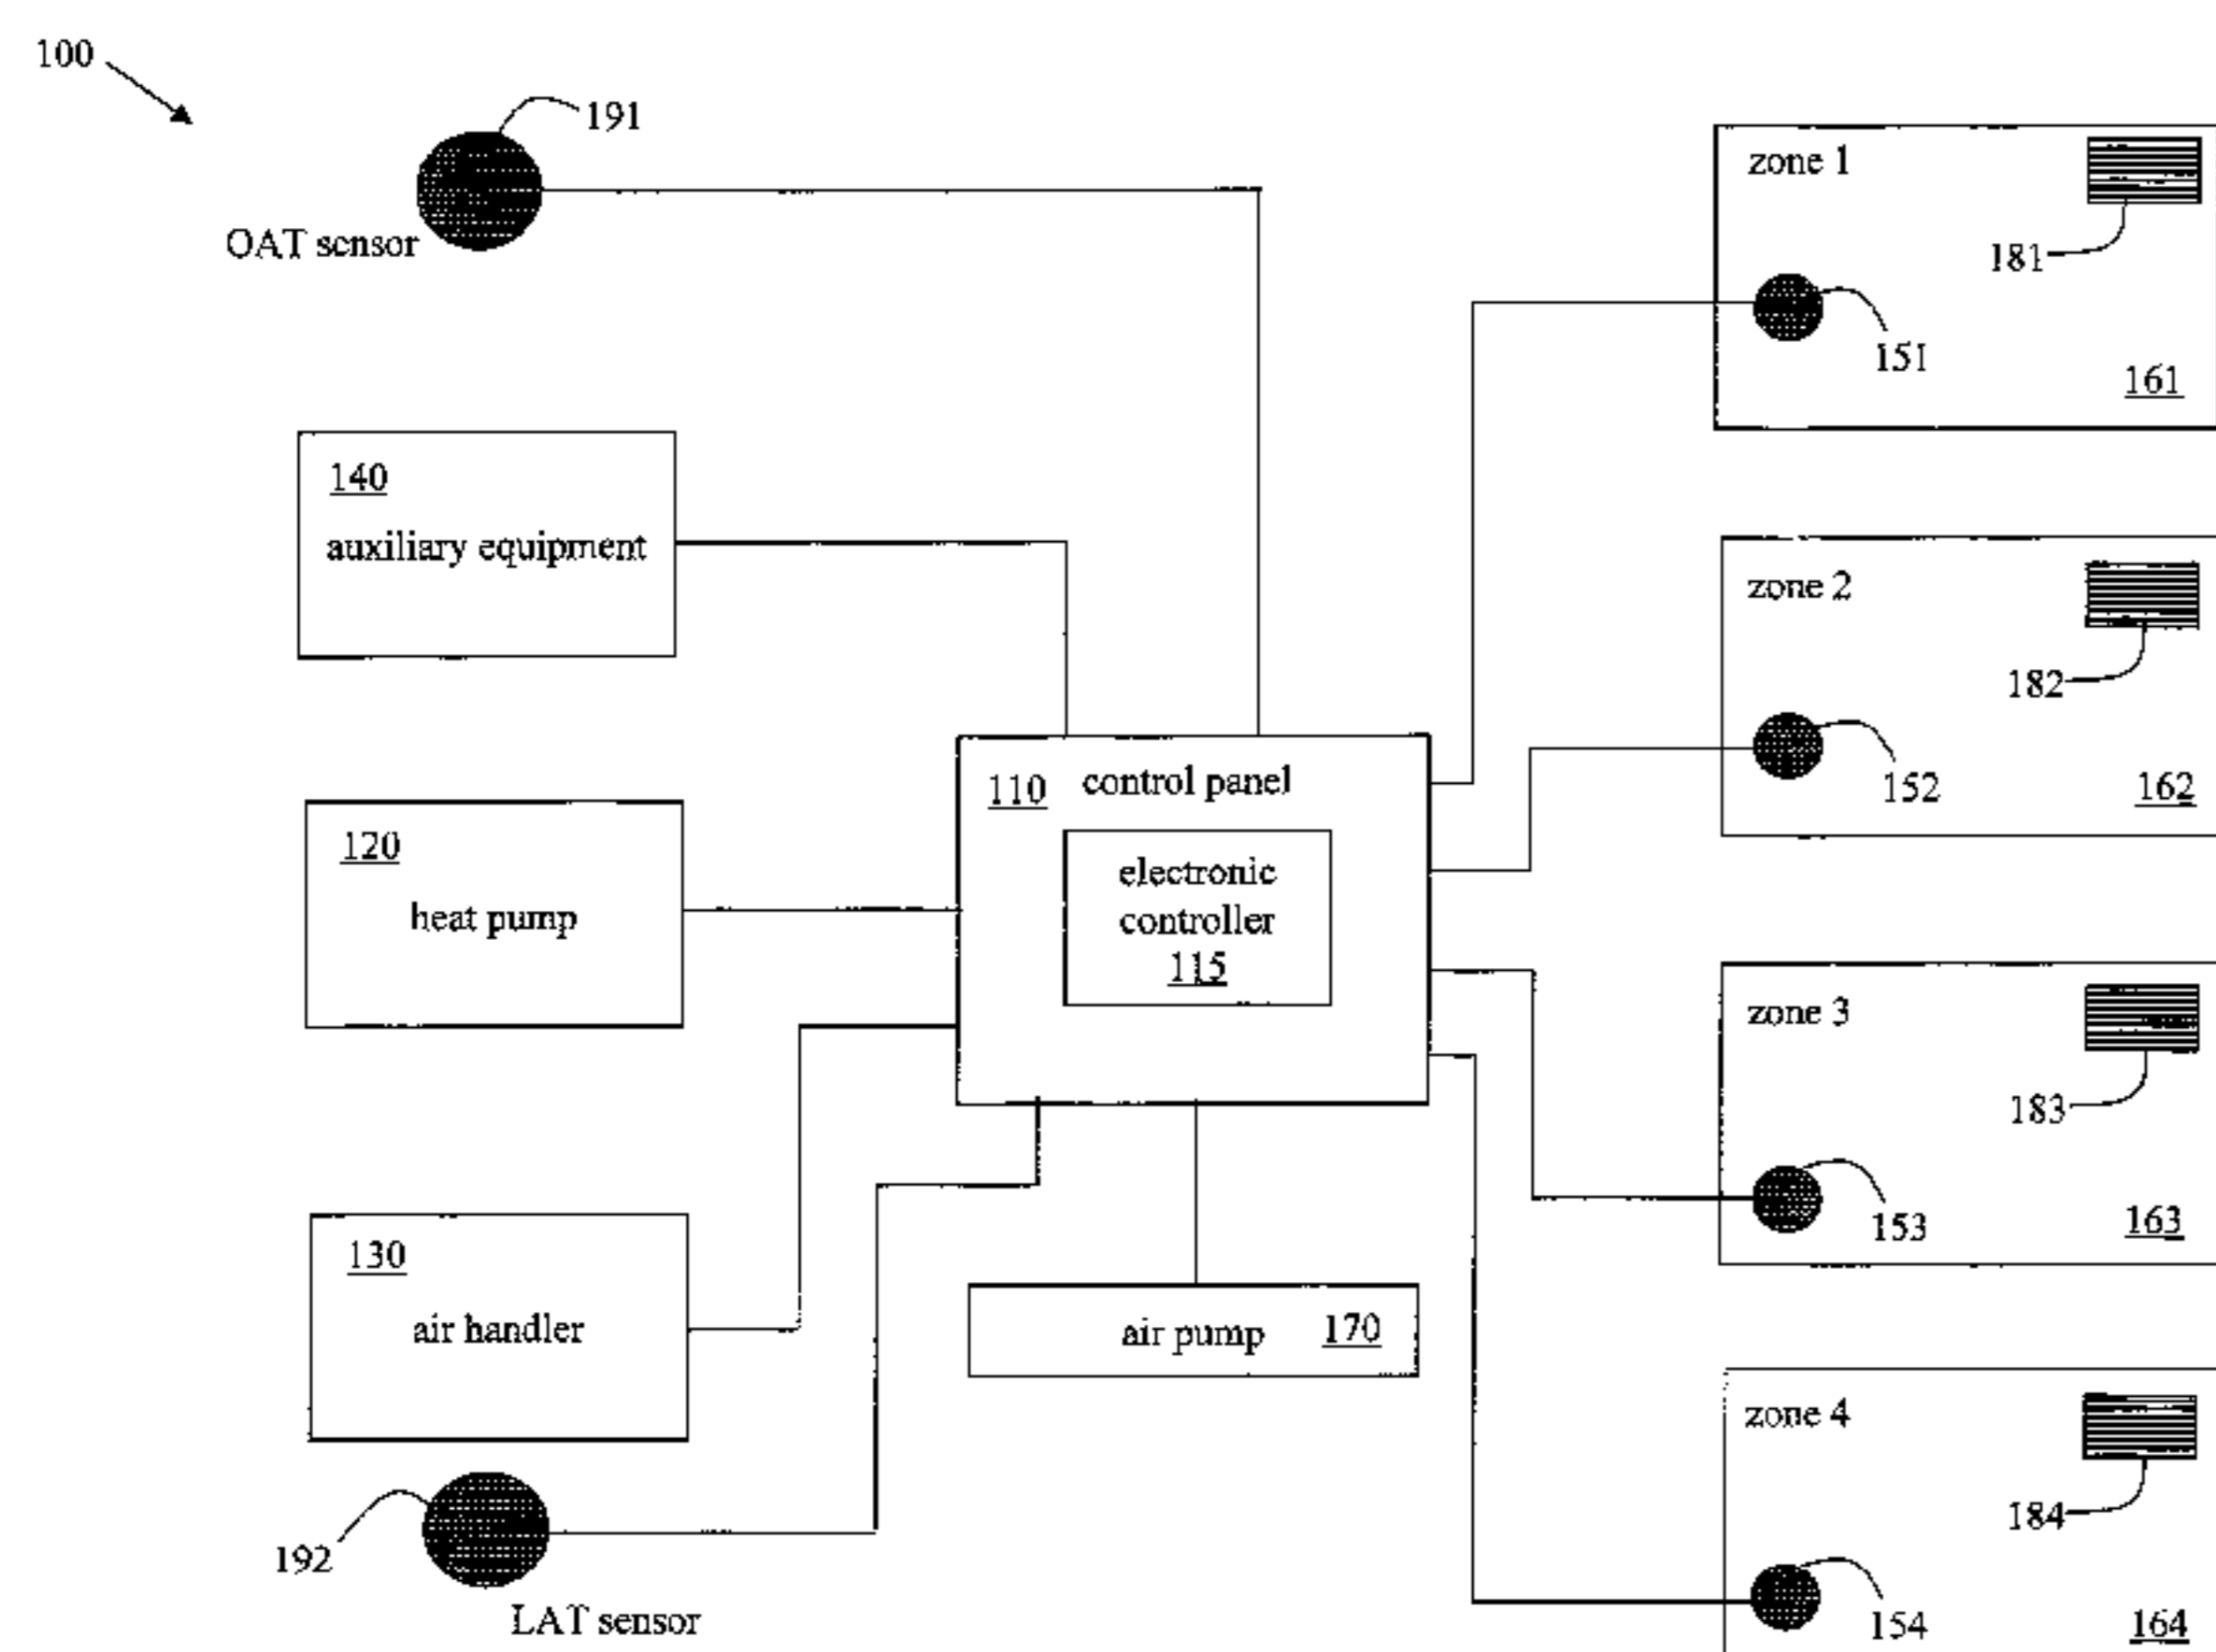 100
191
OAT sensor
zone 1
181
151
161
140
auxiliary equipment
zone 2
182
152
162
110 control panel
electronic
controller
115
120
heat pump
zone 3
183
153
163
130
air handler
air pump 170
zone 4
184
154
164
192
LAT sensor